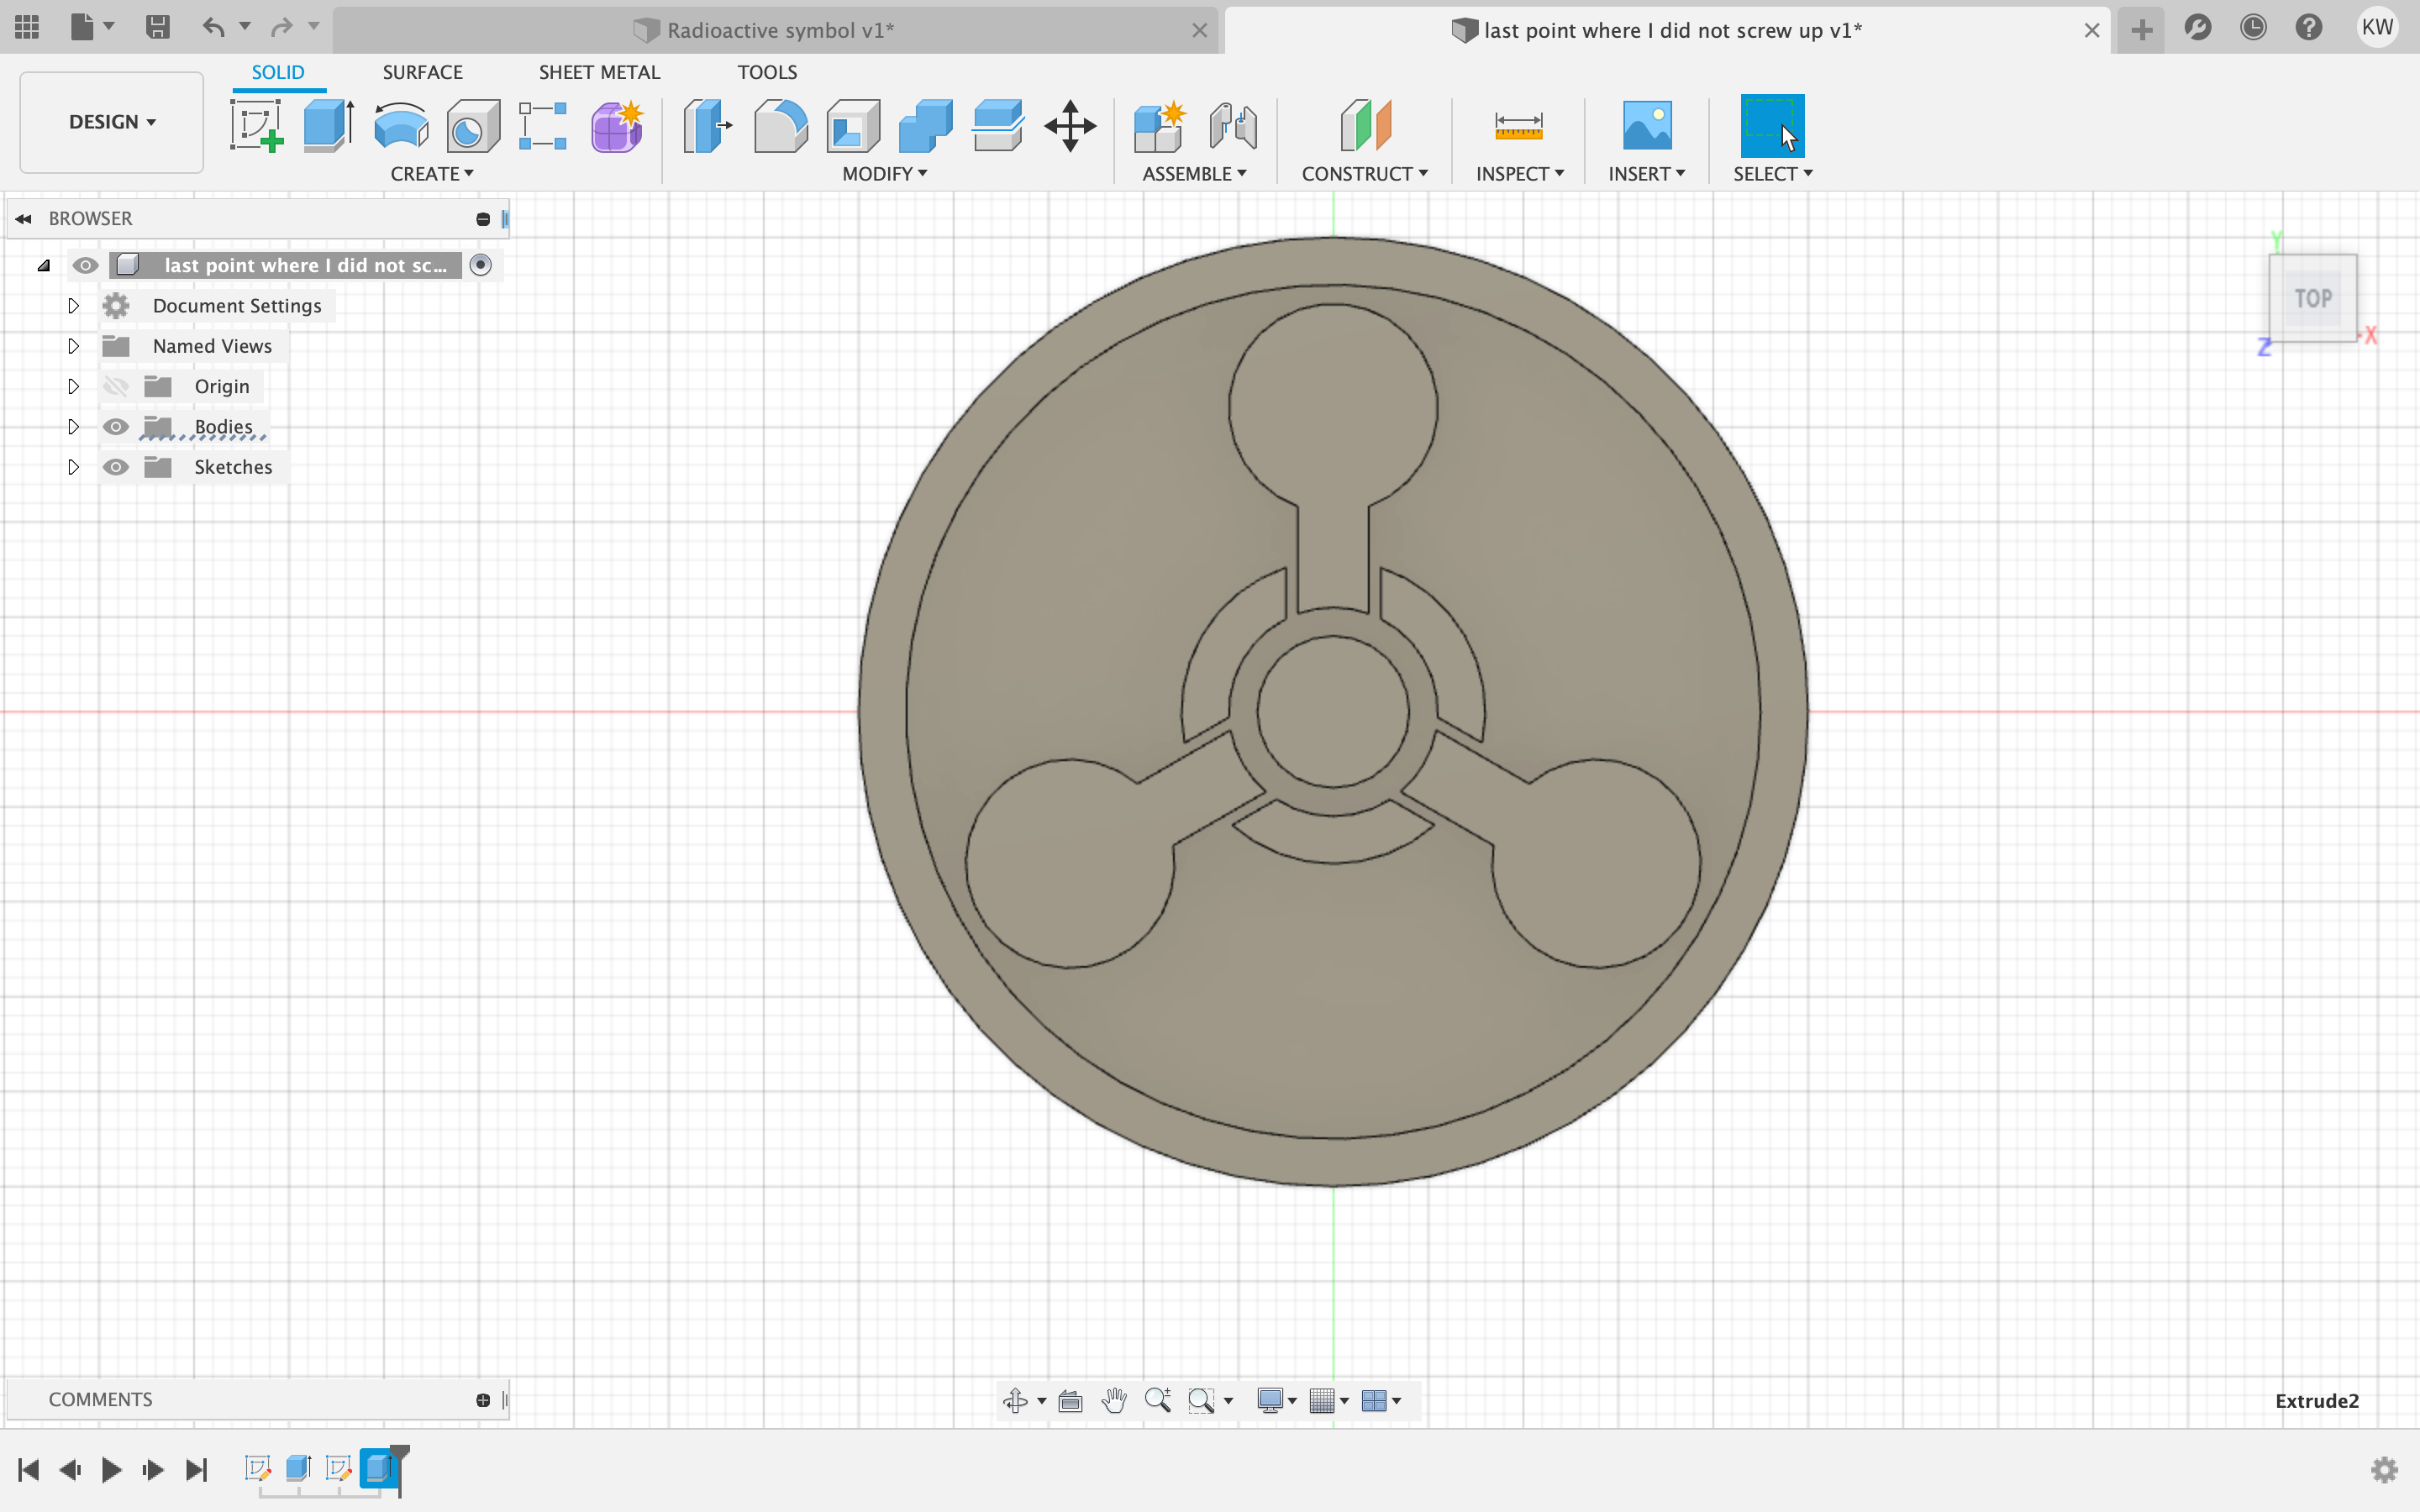 Radioactive symbol v1*
last point where I did not screw up v1*
KW
SOLID
SURFACE
SHEET METAL
TOOLS
DESIGN
CREATE
MODIFY
ASSEMBLE
CONSTRUCT
INSPECT
INSERT
SELECT
BROWSER
last point where I did not sc...
Document Settings
Named Views
Origin
Bodies
Sketches
Y
TOP
X
Z
COMMENTS
Extrude2